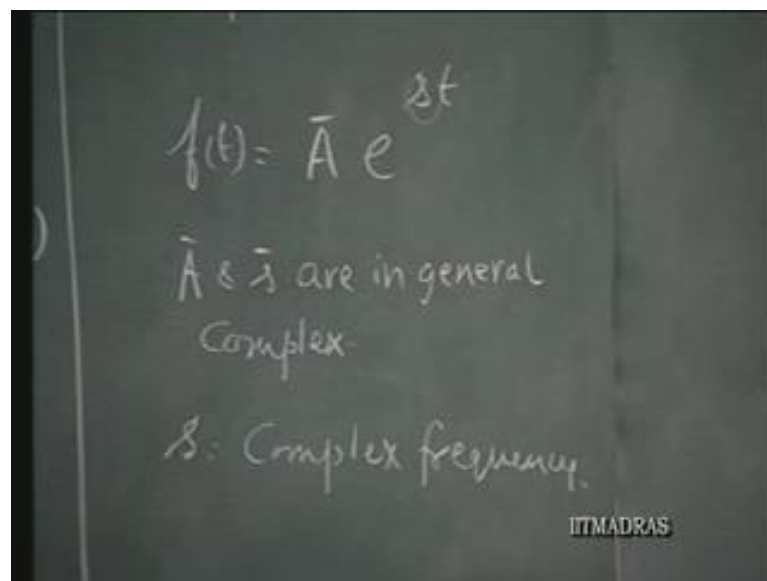 f(t) = Ā e^{st}
)
Ā & s̄ are in general
Complex.
s: Complex frequency.
IITMADRAS